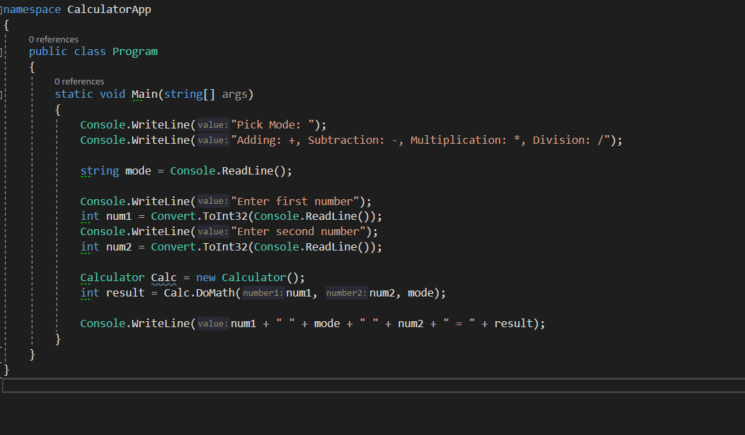 namespace CalculatorApp
{
0 references
public class Program
{
0 references
static void Main(string[] args)
{
Console.WriteLine(value: "Pick Mode: ");
Console.WriteLine(value: "Adding: +, Subtraction: -, Multiplication: *, Division: /");
string mode = Console.ReadLine();
Console.WriteLine(value: "Enter first number");
int num1 = Convert.ToInt32(Console.ReadLine());
Console.WriteLine(value: "Enter second number");
int num2 = Convert.ToInt32(Console.ReadLine());
Calculator Calc = new Calculator();
int result = Calc.DoMath(number1: num1, number2: num2, mode);
Console.WriteLine(value: num1 + " " + mode + " " + num2 + " = " + result);
}
}
}